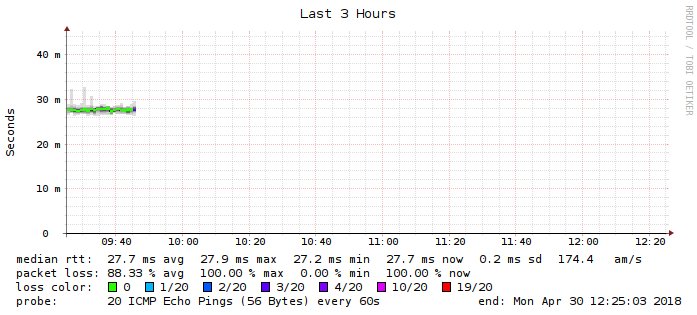 Last 3 Hours
RRDTOOL / TOBI OETIKER
Seconds
40 m
30 m
20 m
10 m
0
09:40 10:00 10:20 10:40 11:00 11:20 11:40 12:00 12:20
median rtt: 27.7 ms avg 27.9 ms max 27.2 ms min 27.7 ms now 0.2 ms sd 174.4 am/s
packet loss: 88.33 % avg 100.00 % max 0.00 % min 100.00 % now
loss color: 0 1/20 2/20 3/20 4/20 10/20 19/20
probe: 20 ICMP Echo Pings (56 Bytes) every 60s end: Mon Apr 30 12:25:03 2018